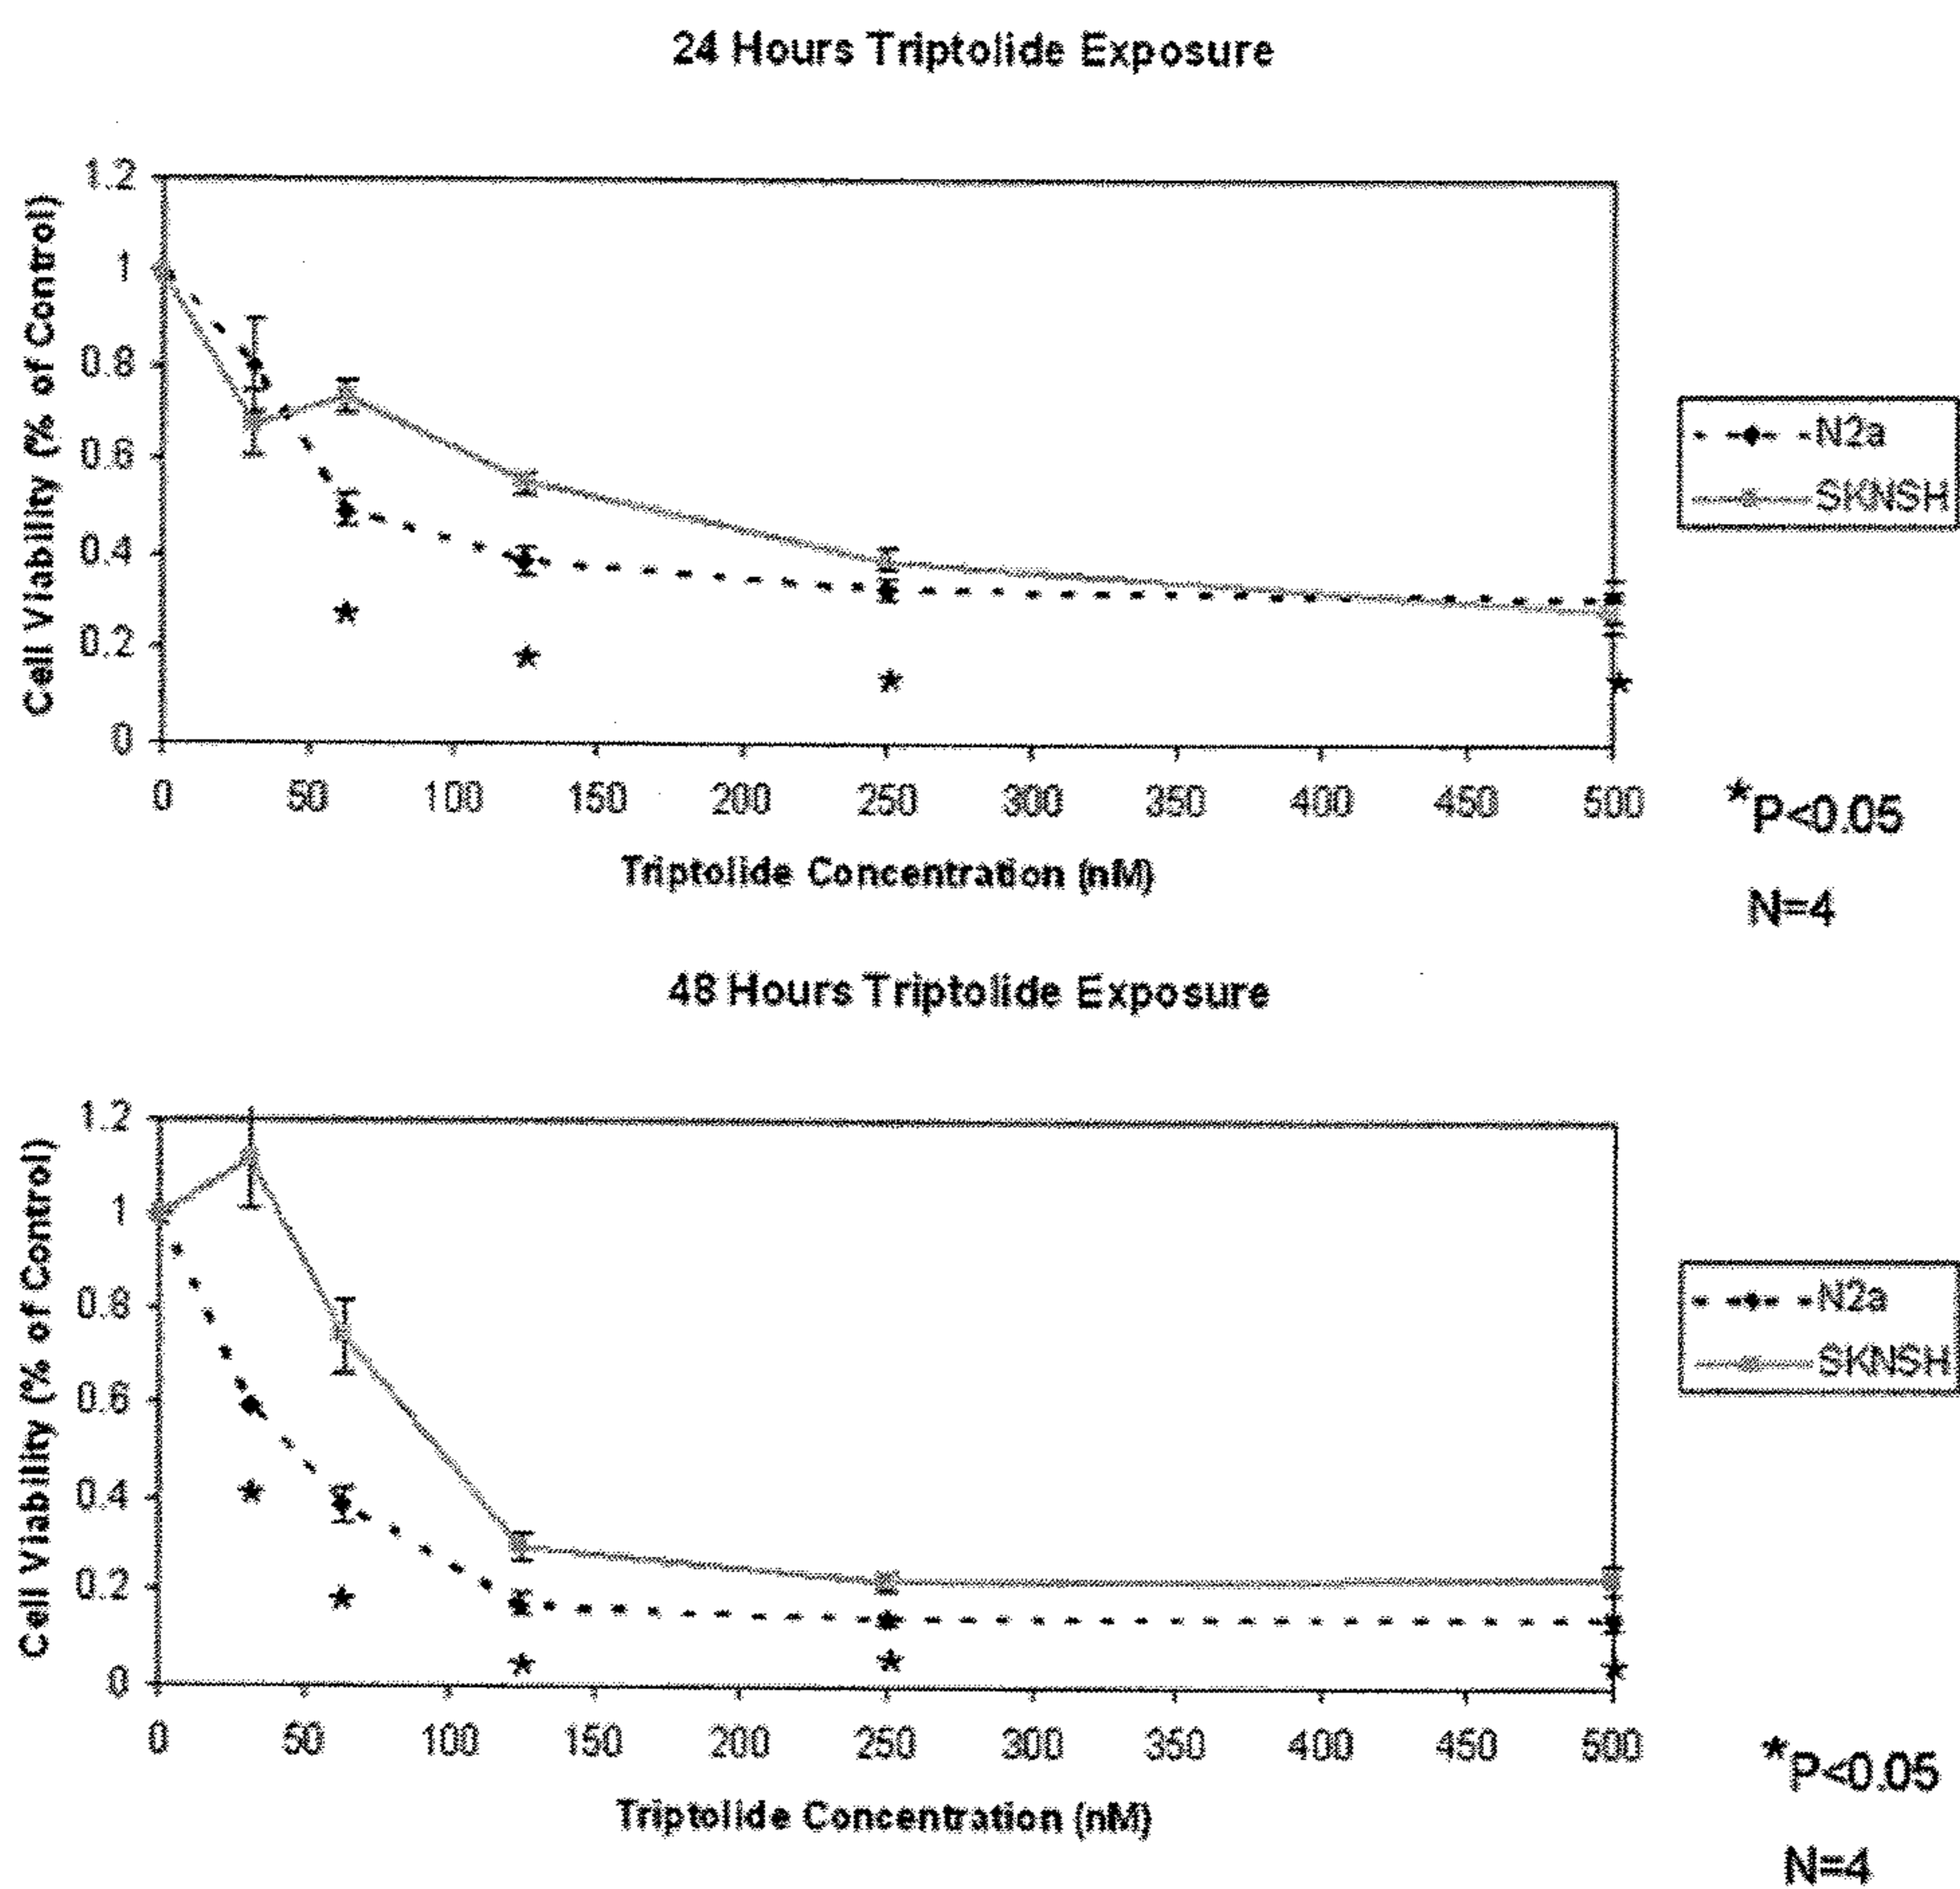 24 Hours Triptolide Exposure
Cell Viability (% of Control)
1.2
1
0.8
0.6
0.4
0.2
0
0 50 100 150 200 250 300 350 400 450 500
Triptolide Concentration (nM)
N2a
SKNSH
*P<0.05
N=4
48 Hours Triptolide Exposure
Cell Viability (% of Control)
1.2
1
0.8
0.6
0.4
0.2
0
0 50 100 150 200 250 300 350 400 450 500
Triptolide Concentration (nM)
N2a
SKNSH
*P<0.05
N=4